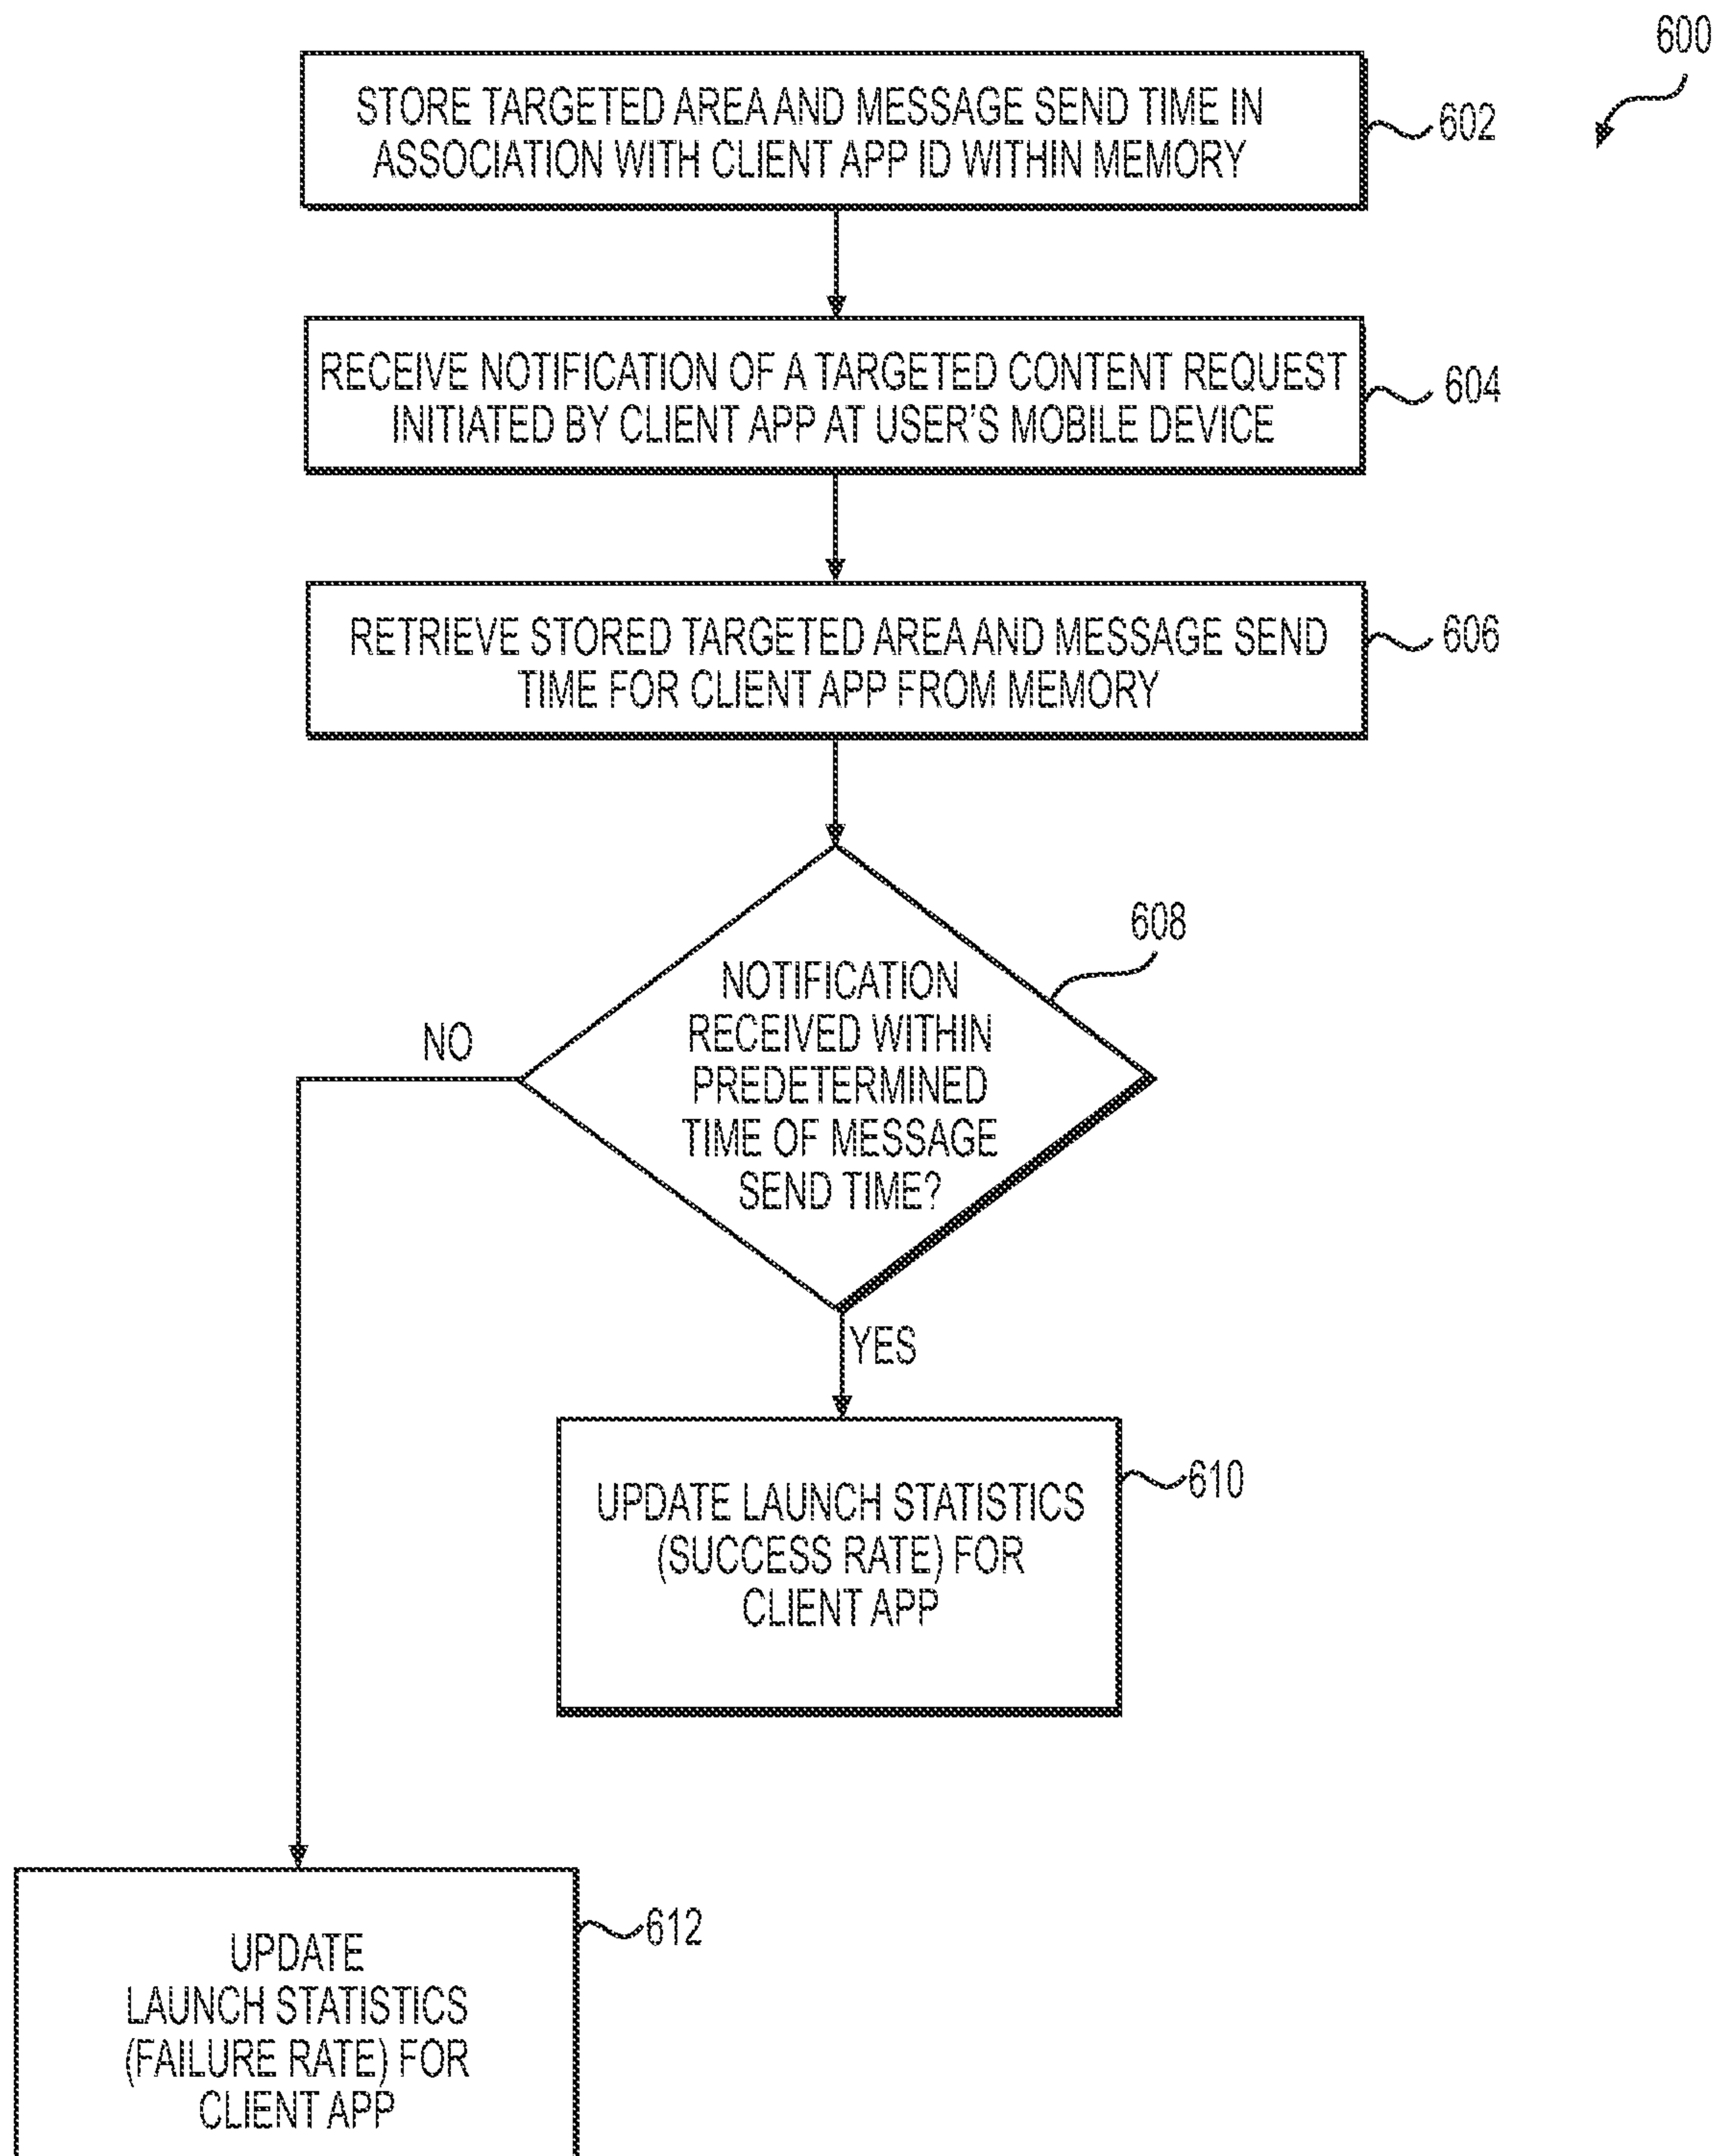 600
STORE TARGETED AREA AND MESSAGE SEND TIME IN
ASSOCIATION WITH CLIENT APP ID WITHIN MEMORY
602
RECEIVE NOTIFICATION OF A TARGETED CONTENT REQUEST
INITIATED BY CLIENT APP AT USER'S MOBILE DEVICE
604
RETRIEVE STORED TARGETED AREA AND MESSAGE SEND
TIME FOR CLIENT APP FROM MEMORY
606
608
NOTIFICATION
RECEIVED WITHIN
PREDETERMINED
TIME OF MESSAGE
SEND TIME?
NO
YES
UPDATE LAUNCH STATISTICS
(SUCCESS RATE) FOR
CLIENT APP
610
UPDATE
LAUNCH STATISTICS
(FAILURE RATE) FOR
CLIENT APP
612